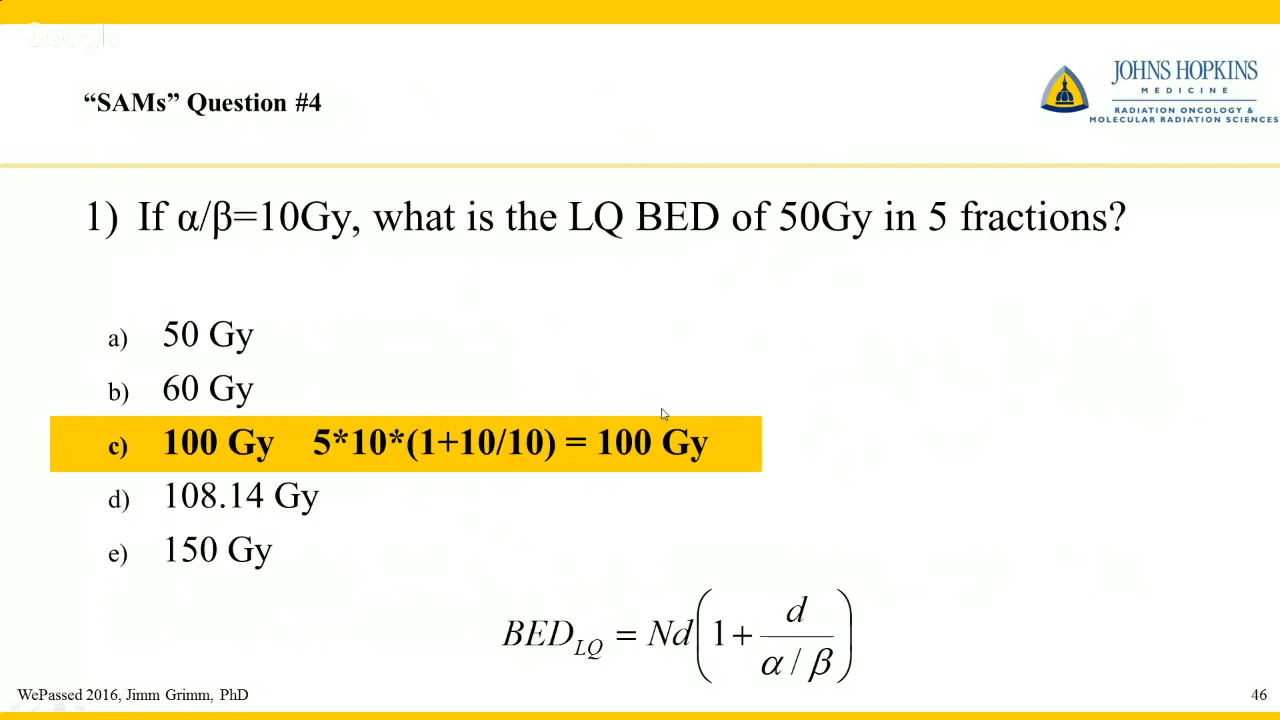 Google
“SAMs” Question #4
JOHNS HOPKINS
MEDICINE
RADIATION ONCOLOGY &
MOLECULAR RADIATION SCIENCES
1) If α/β=10Gy, what is the LQ BED of 50Gy in 5 fractions?
a) 50 Gy
b) 60 Gy
c) 100 Gy 5*10*(1+10/10) = 100 Gy
d) 108.14 Gy
e) 150 Gy
BED_LQ = Nd(1 + d / (α / β))
WePassed 2016, Jimm Grimm, PhD
46